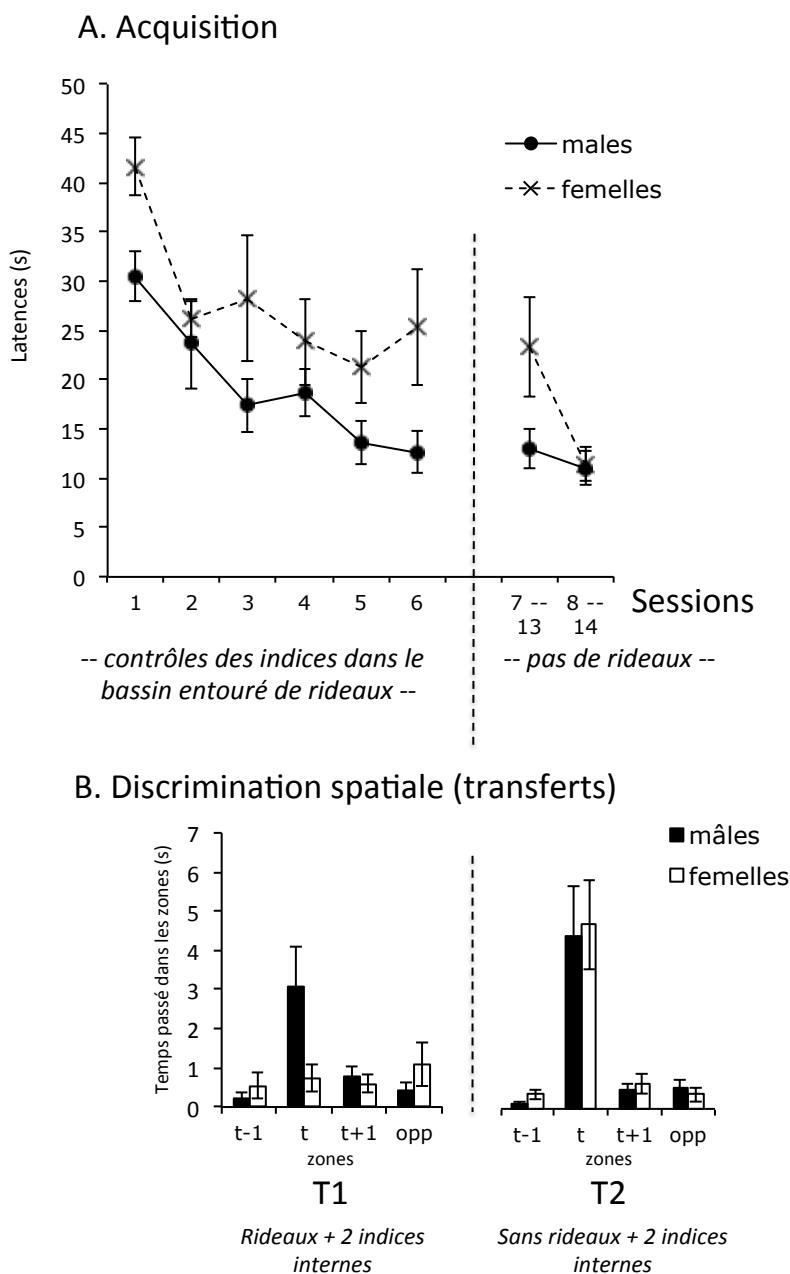 A. Acquisition
50
45
40
35
30
25
20
15
10
5
0
Latences (s)
males
femelles
1 2 3 4 5 6 7 -- 8 -- Sessions
13 14
-- contrôles des indices dans le
bassin entouré de rideaux --
-- pas de rideaux --
B. Discrimination spatiale (transferts)
7
6
5
4
3
2
1
0
Temps passé dans les zones (s)
mâles
femelles
t-1 t t+1 opp
zones
T1
Rideaux + 2 indices
internes
t-1 t t+1 opp
zones
T2
Sans rideaux + 2 indices
internes